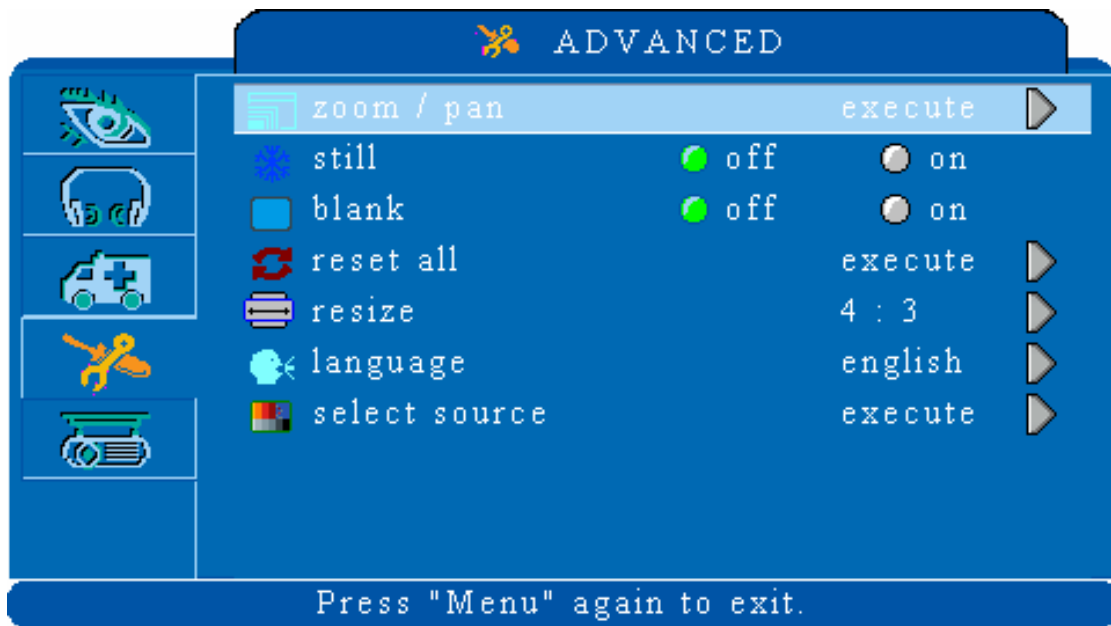 ADVANCED
zoom / pan execute
still off on
blank off on
reset all execute
resize 4 : 3
language english
select source execute
Press "Menu" again to exit.